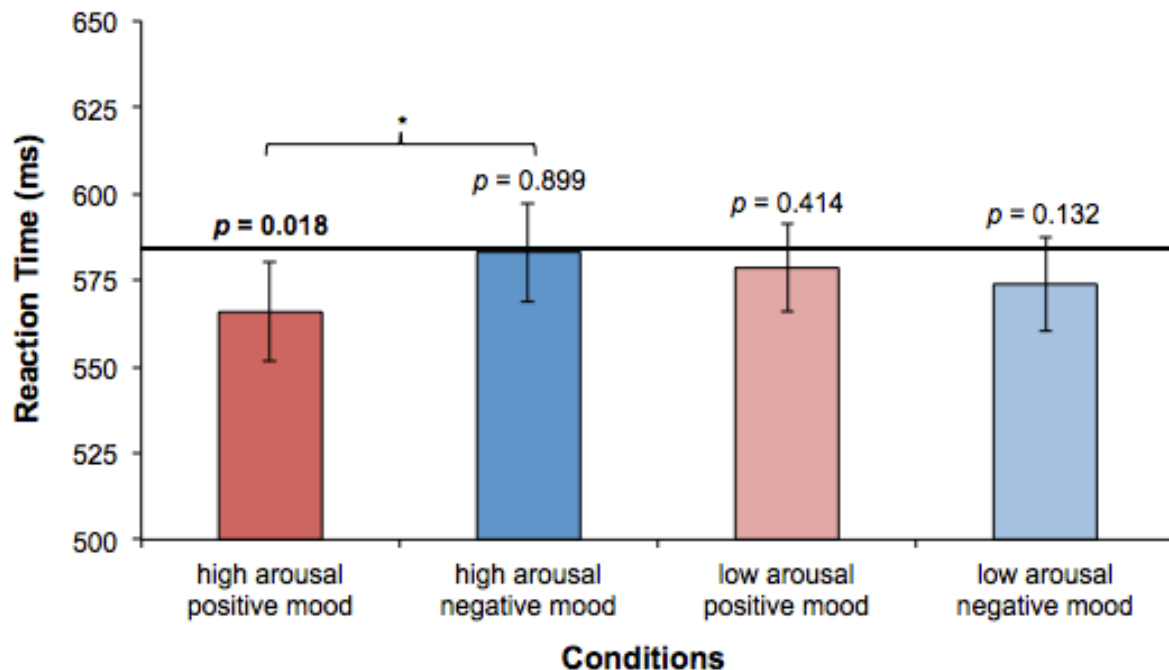 Reaction Time (ms)
650
625
600
575
550
525
500
*
p = 0.018
p = 0.899
p = 0.414
p = 0.132
high arousal
positive mood
high arousal
negative mood
low arousal
positive mood
low arousal
negative mood
Conditions